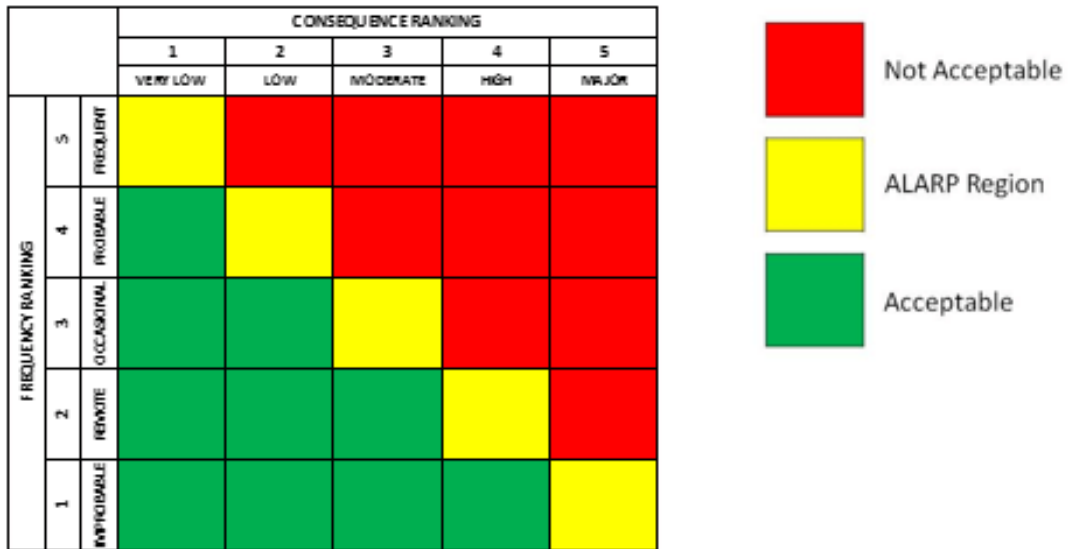 CONSEQUENCE RANKING
1 2 3 4 5
VERY LOW LOW MODERATE HIGH MAJOR
FREQUENCY RANKING
5 FREQUENT
4 PROBABLE
3 OCCASIONAL
2 REMOTE
1 IMPROBABLE
Not Acceptable
ALARP Region
Acceptable